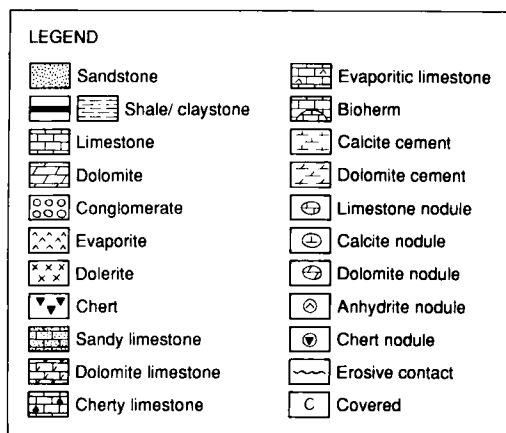 LEGEND
Sandstone
Shale/ claystone
Limestone
Dolomite
Conglomerate
Evaporite
Dolerite
Chert
Sandy limestone
Dolomite limestone
Cherty limestone
Evaporitic limestone
Bioherm
Calcite cement
Dolomite cement
Limestone nodule
Calcite nodule
Dolomite nodule
Anhydrite nodule
Chert nodule
Erosive contact
C Covered